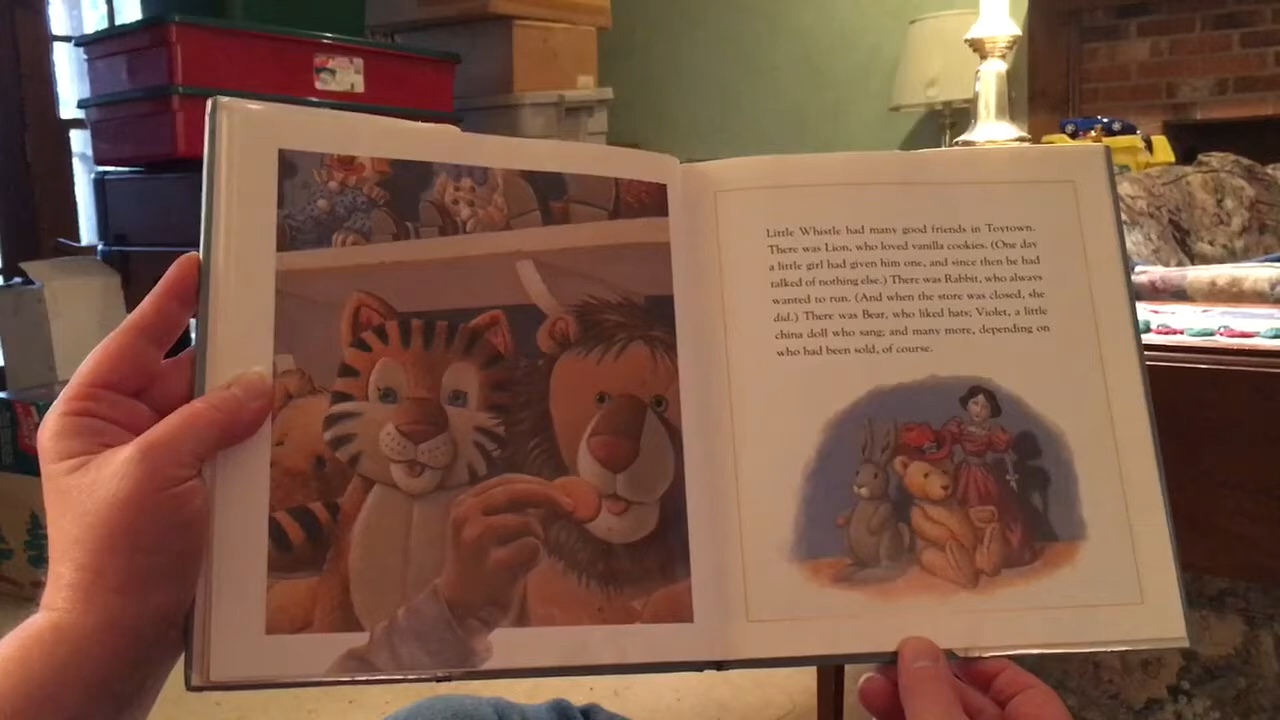 Little Whistle had many good friends in Toytown.
There was Lion, who loved vanilla cookies. (One day
a little girl had given him one, and since then he had
talked of nothing else.) There was Rabbit, who always
wanted to run. (And when the store was closed, she
did.) There was Bear, who liked hats; Violet, a little
china doll who sang; and many more, depending on
who had been sold, of course.